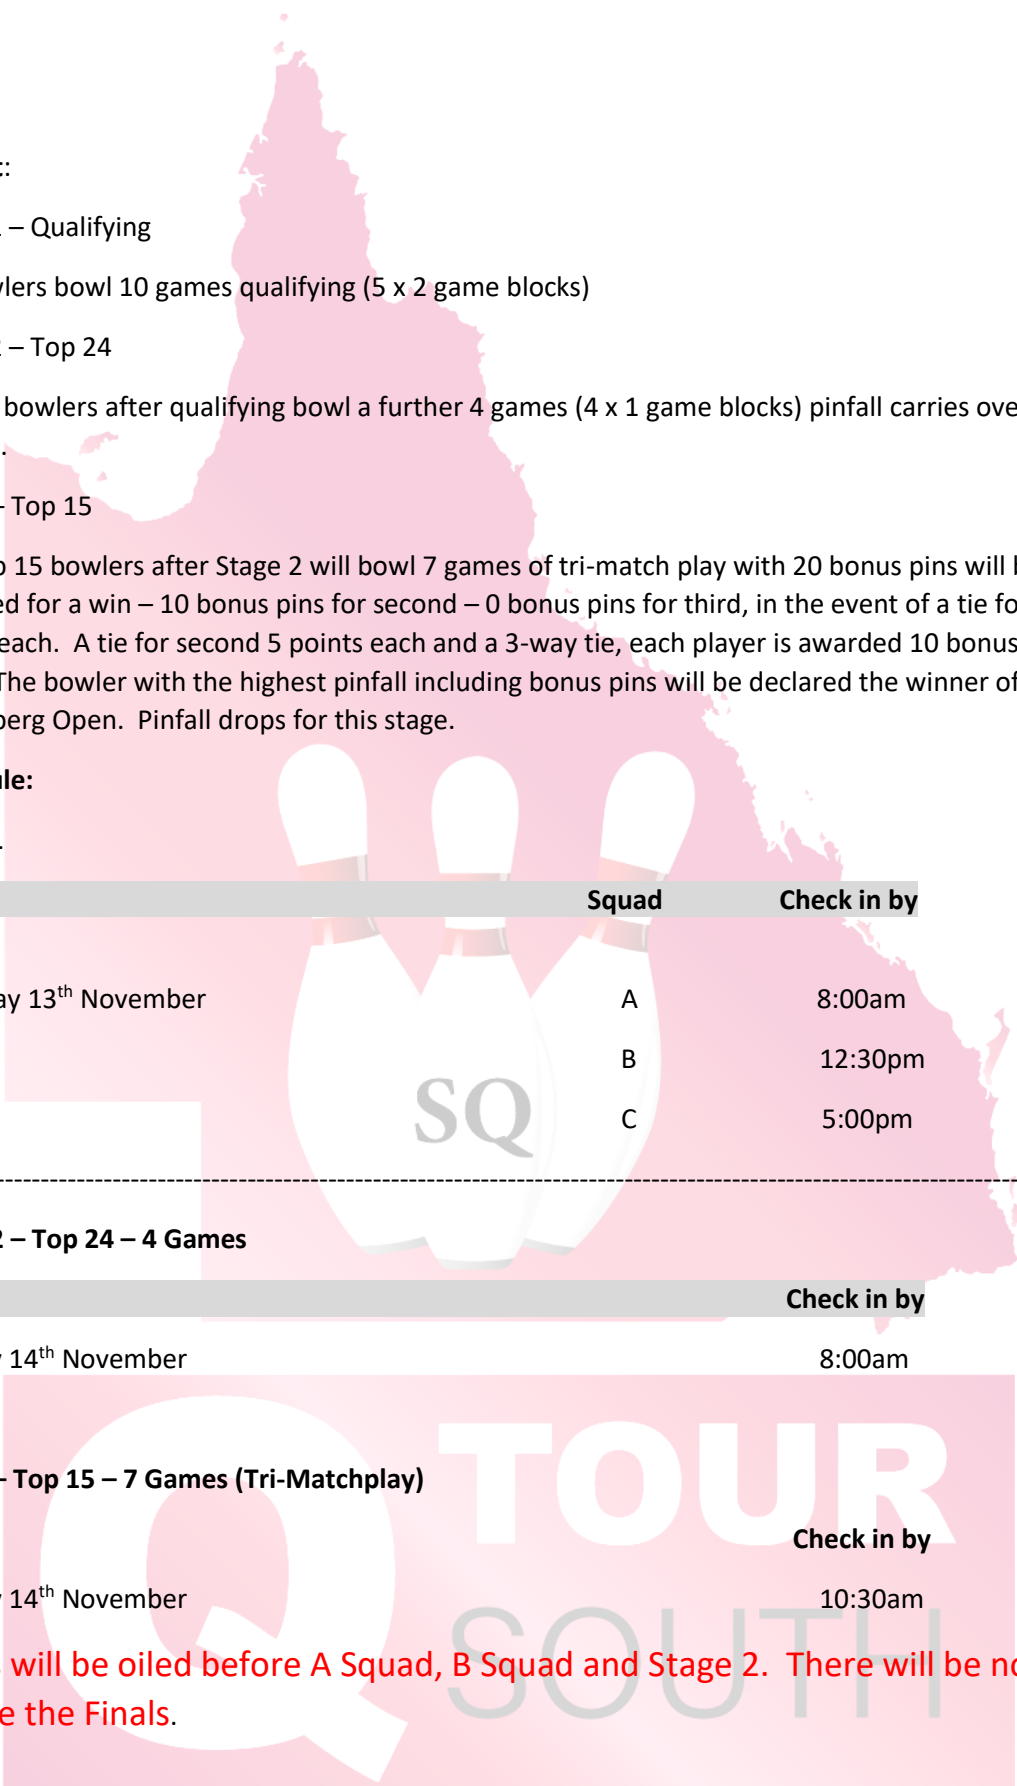 :
– Qualifying
lers bowl 10 games qualifying (5 x 2 game blocks)
– Top 24
bowlers after qualifying bowl a further 4 games (4 x 1 game blocks) pinfall carries ove
.
- Top 15
15 bowlers after Stage 2 will bowl 7 games of tri-match play with 20 bonus pins will
ed for a win – 10 bonus pins for second – 0 bonus pins for third, in the event of a tie fo
each. A tie for second 5 points each and a 3-way tie, each player is awarded 10 bonus
The bowler with the highest pinfall including bonus pins will be declared the winner of
berg Open. Pinfall drops for this stage.
le:
Squad Check in by
ay 13th November A 8:00am
B 12:30pm
C 5:00pm
SQ
2 – Top 24 – 4 Games
Check in by
14th November 8:00am
- Top 15 – 7 Games (Tri-Matchplay)
Check in by
14th November 10:30am
will be oiled before A Squad, B Squad and Stage 2. There will be no
e the Finals.
Q TOUR
SOUTH